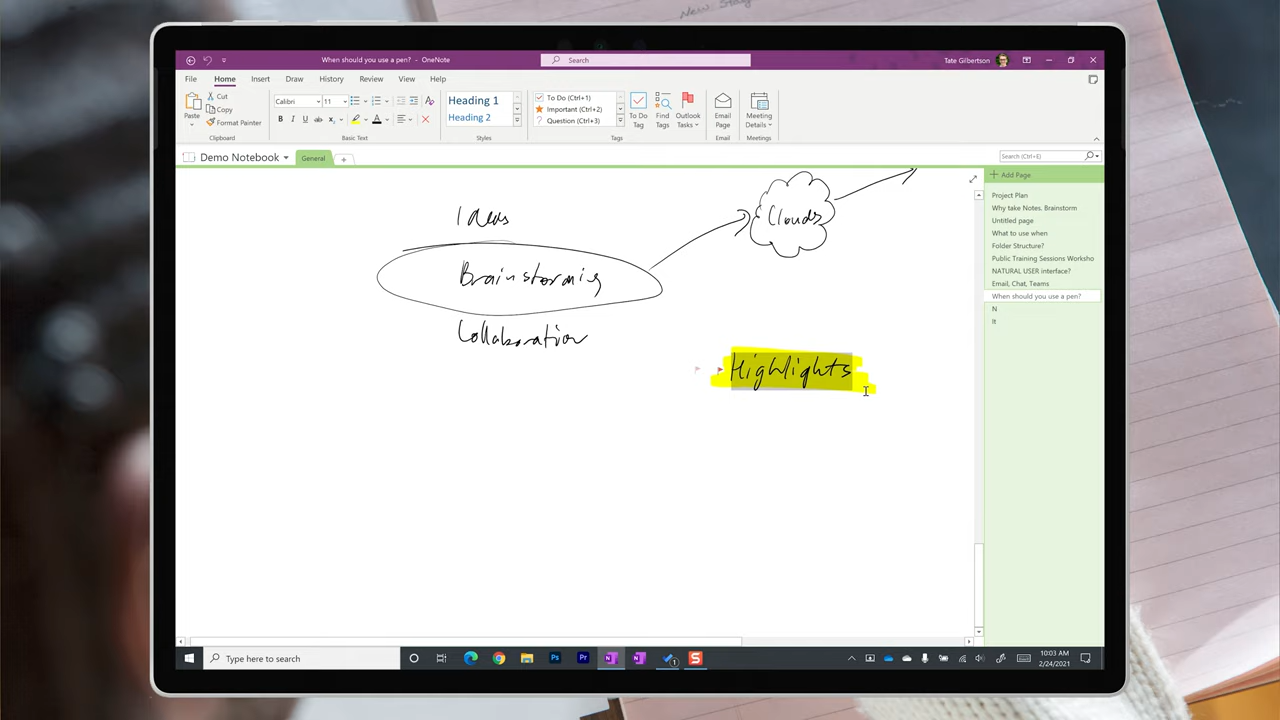 New
When should you use a pen? - OneNote
Search
Tate Gilbertson
File Home Insert Draw History Review View Help
Paste
Cut
Copy
Format Painter
Clipboard
Calibri 11
B I U ab x
Basic Text
Heading 1
Heading 2
Styles
To Do (Ctrl+1)
Important (Ctrl+2)
Question (Ctrl+3)
Tags
To Do
Tag
Find
Tags
Outlook
Tasks
Email
Page
Email
Meeting
Details
Meetings
Demo Notebook
General
Search (Ctrl+E)
Ideas
Brainstorming
Collaboration
Clouds
Highlights
Add Page
Project Plan
Why take Notes. Brainstorm
Untitled page
What to use when
Folder Structure?
Public Training Sessions Worksho
NATURAL USER interface?
Email, Chat, Teams
When should you use a pen?
N
It
Type here to search
Ps
Pr
N
N
1
S
10:03 AM
2/24/2021